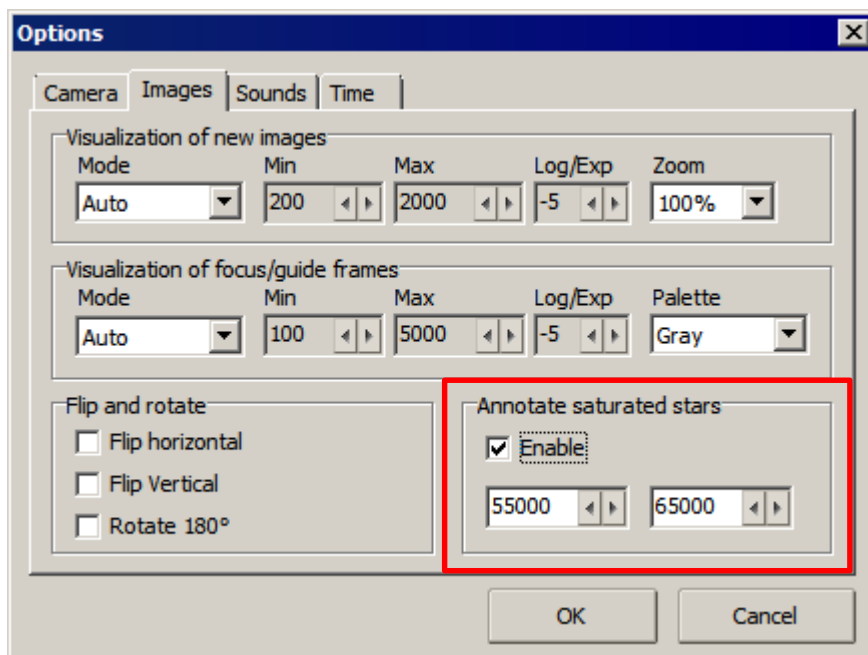 Options
Camera Images Sounds Time
Visualization of new images
Mode Min Max Log/Exp Zoom
Auto 200 2000 -5 100%
Visualization of focus/guide frames
Mode Min Max Log/Exp Palette
Auto 100 5000 -5 Gray
Flip and rotate
Flip horizontal
Flip Vertical
Rotate 180°
Annotate saturated stars
Enable
55000 65000
OK Cancel